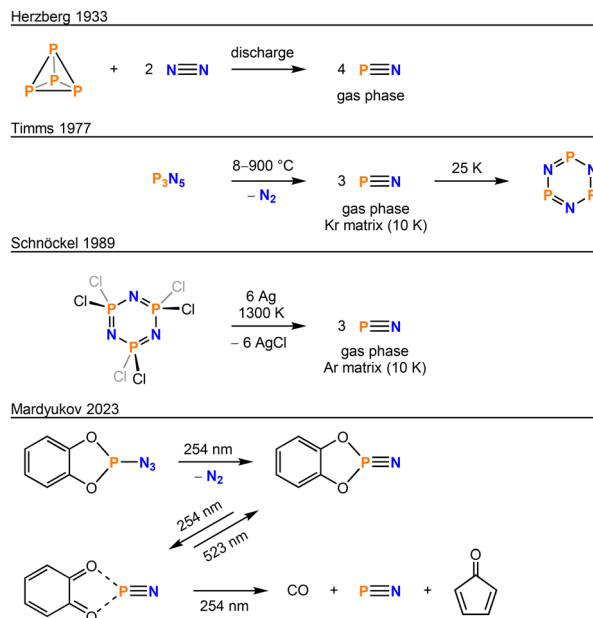 Herzberg 1933
P P P P + 2 N≡N discharge 4 P≡N
gas phase
Timms 1977
P3N5 8–900 °C 3 P≡N 25 K N P N P N P
– N2
gas phase
Kr matrix (10 K)
Schnöckel 1989
Cl Cl N P P Cl Cl N N P Cl Cl
6 Ag
1300 K
3 P≡N
– 6 AgCl
gas phase
Ar matrix (10 K)
Mardyukov 2023
O P N3 O 254 nm O P≡N O
– N2
254 nm
523 nm
O P≡N O 254 nm CO + P≡N + O